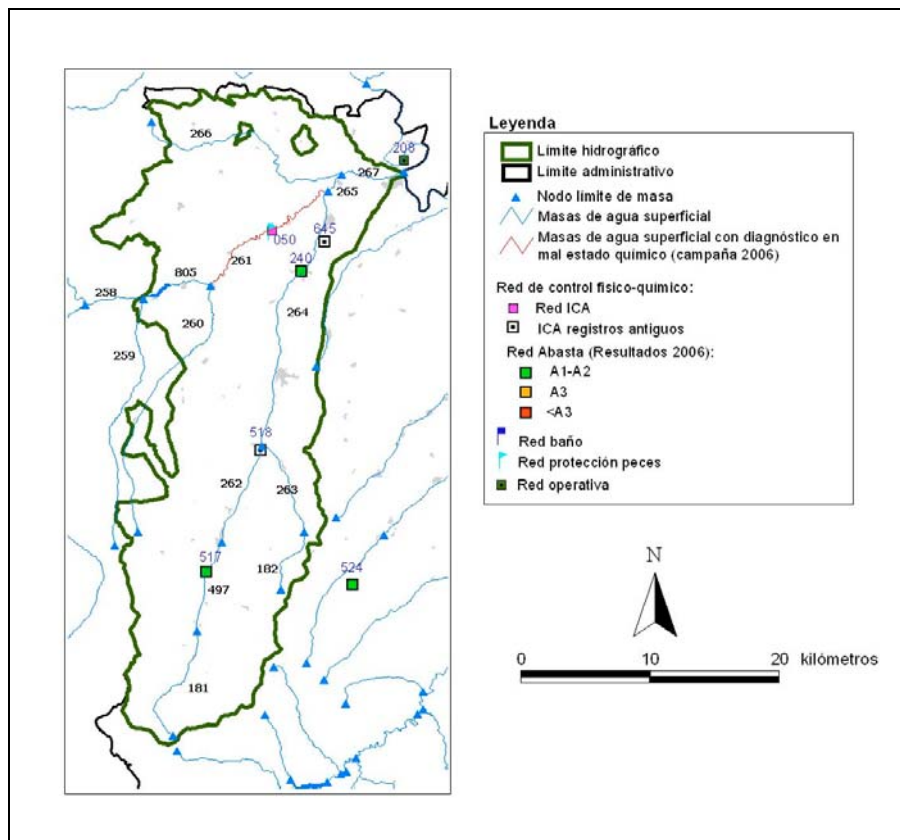 266
208
267
265
050
645
261
240
805
258
260
264
259
518
262
263
517
497
182
524
181
Leyenda
Límite hidrográfico
Límite administrativo
Nodo límite de masa
Masas de agua superficial
Masas de agua superficial con diagnóstico en
mal estado químico (campaña 2006)
Red de control fisico-químico:
Red ICA
ICA registros antiguos
Red Abasta (Resultados 2006):
A1-A2
A3
<A3
Red baño
Red protección peces
Red operativa
N
0 10 20 kilómetros